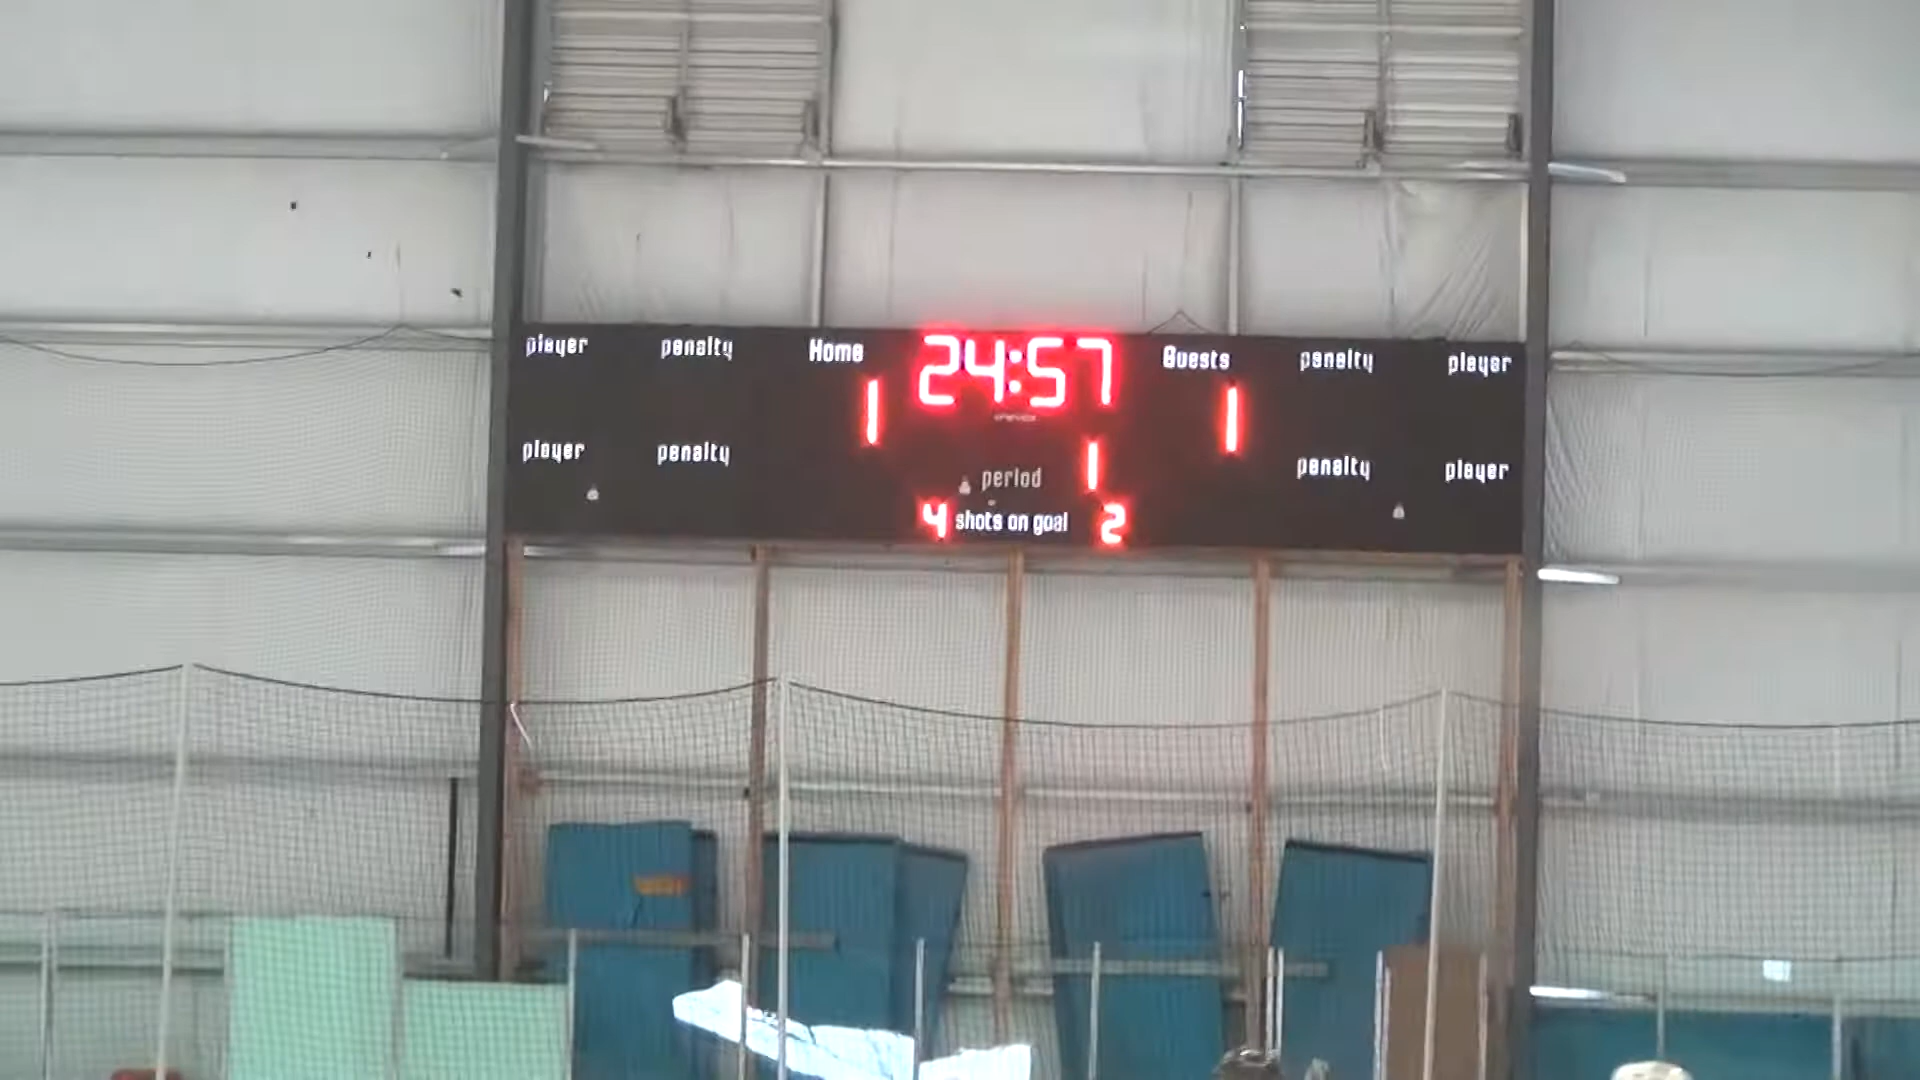 player penalty Home 24:57 Guests penalty player
1 1
player penalty period 1 penalty player
4 shots on goal 2